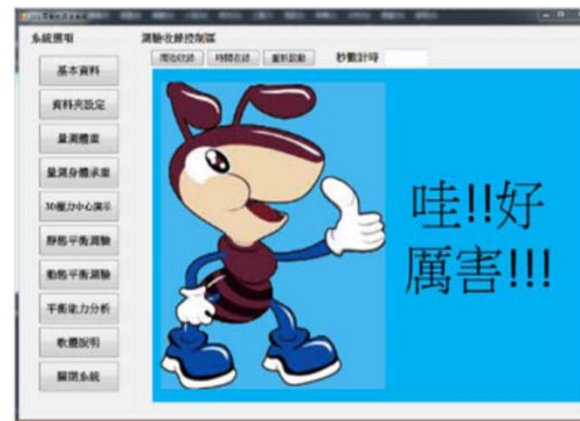 系統選項
測驗收錄控制區
開始收錄
時間收錄
重新啟動
秒數計時
基本資料
資料夾設定
量測體重
量測身體承重
3D壓力中心演示
靜態平衡測驗
動態平衡測驗
平衡能力分析
軟體說明
關閉系統
哇!!好
厲害!!!